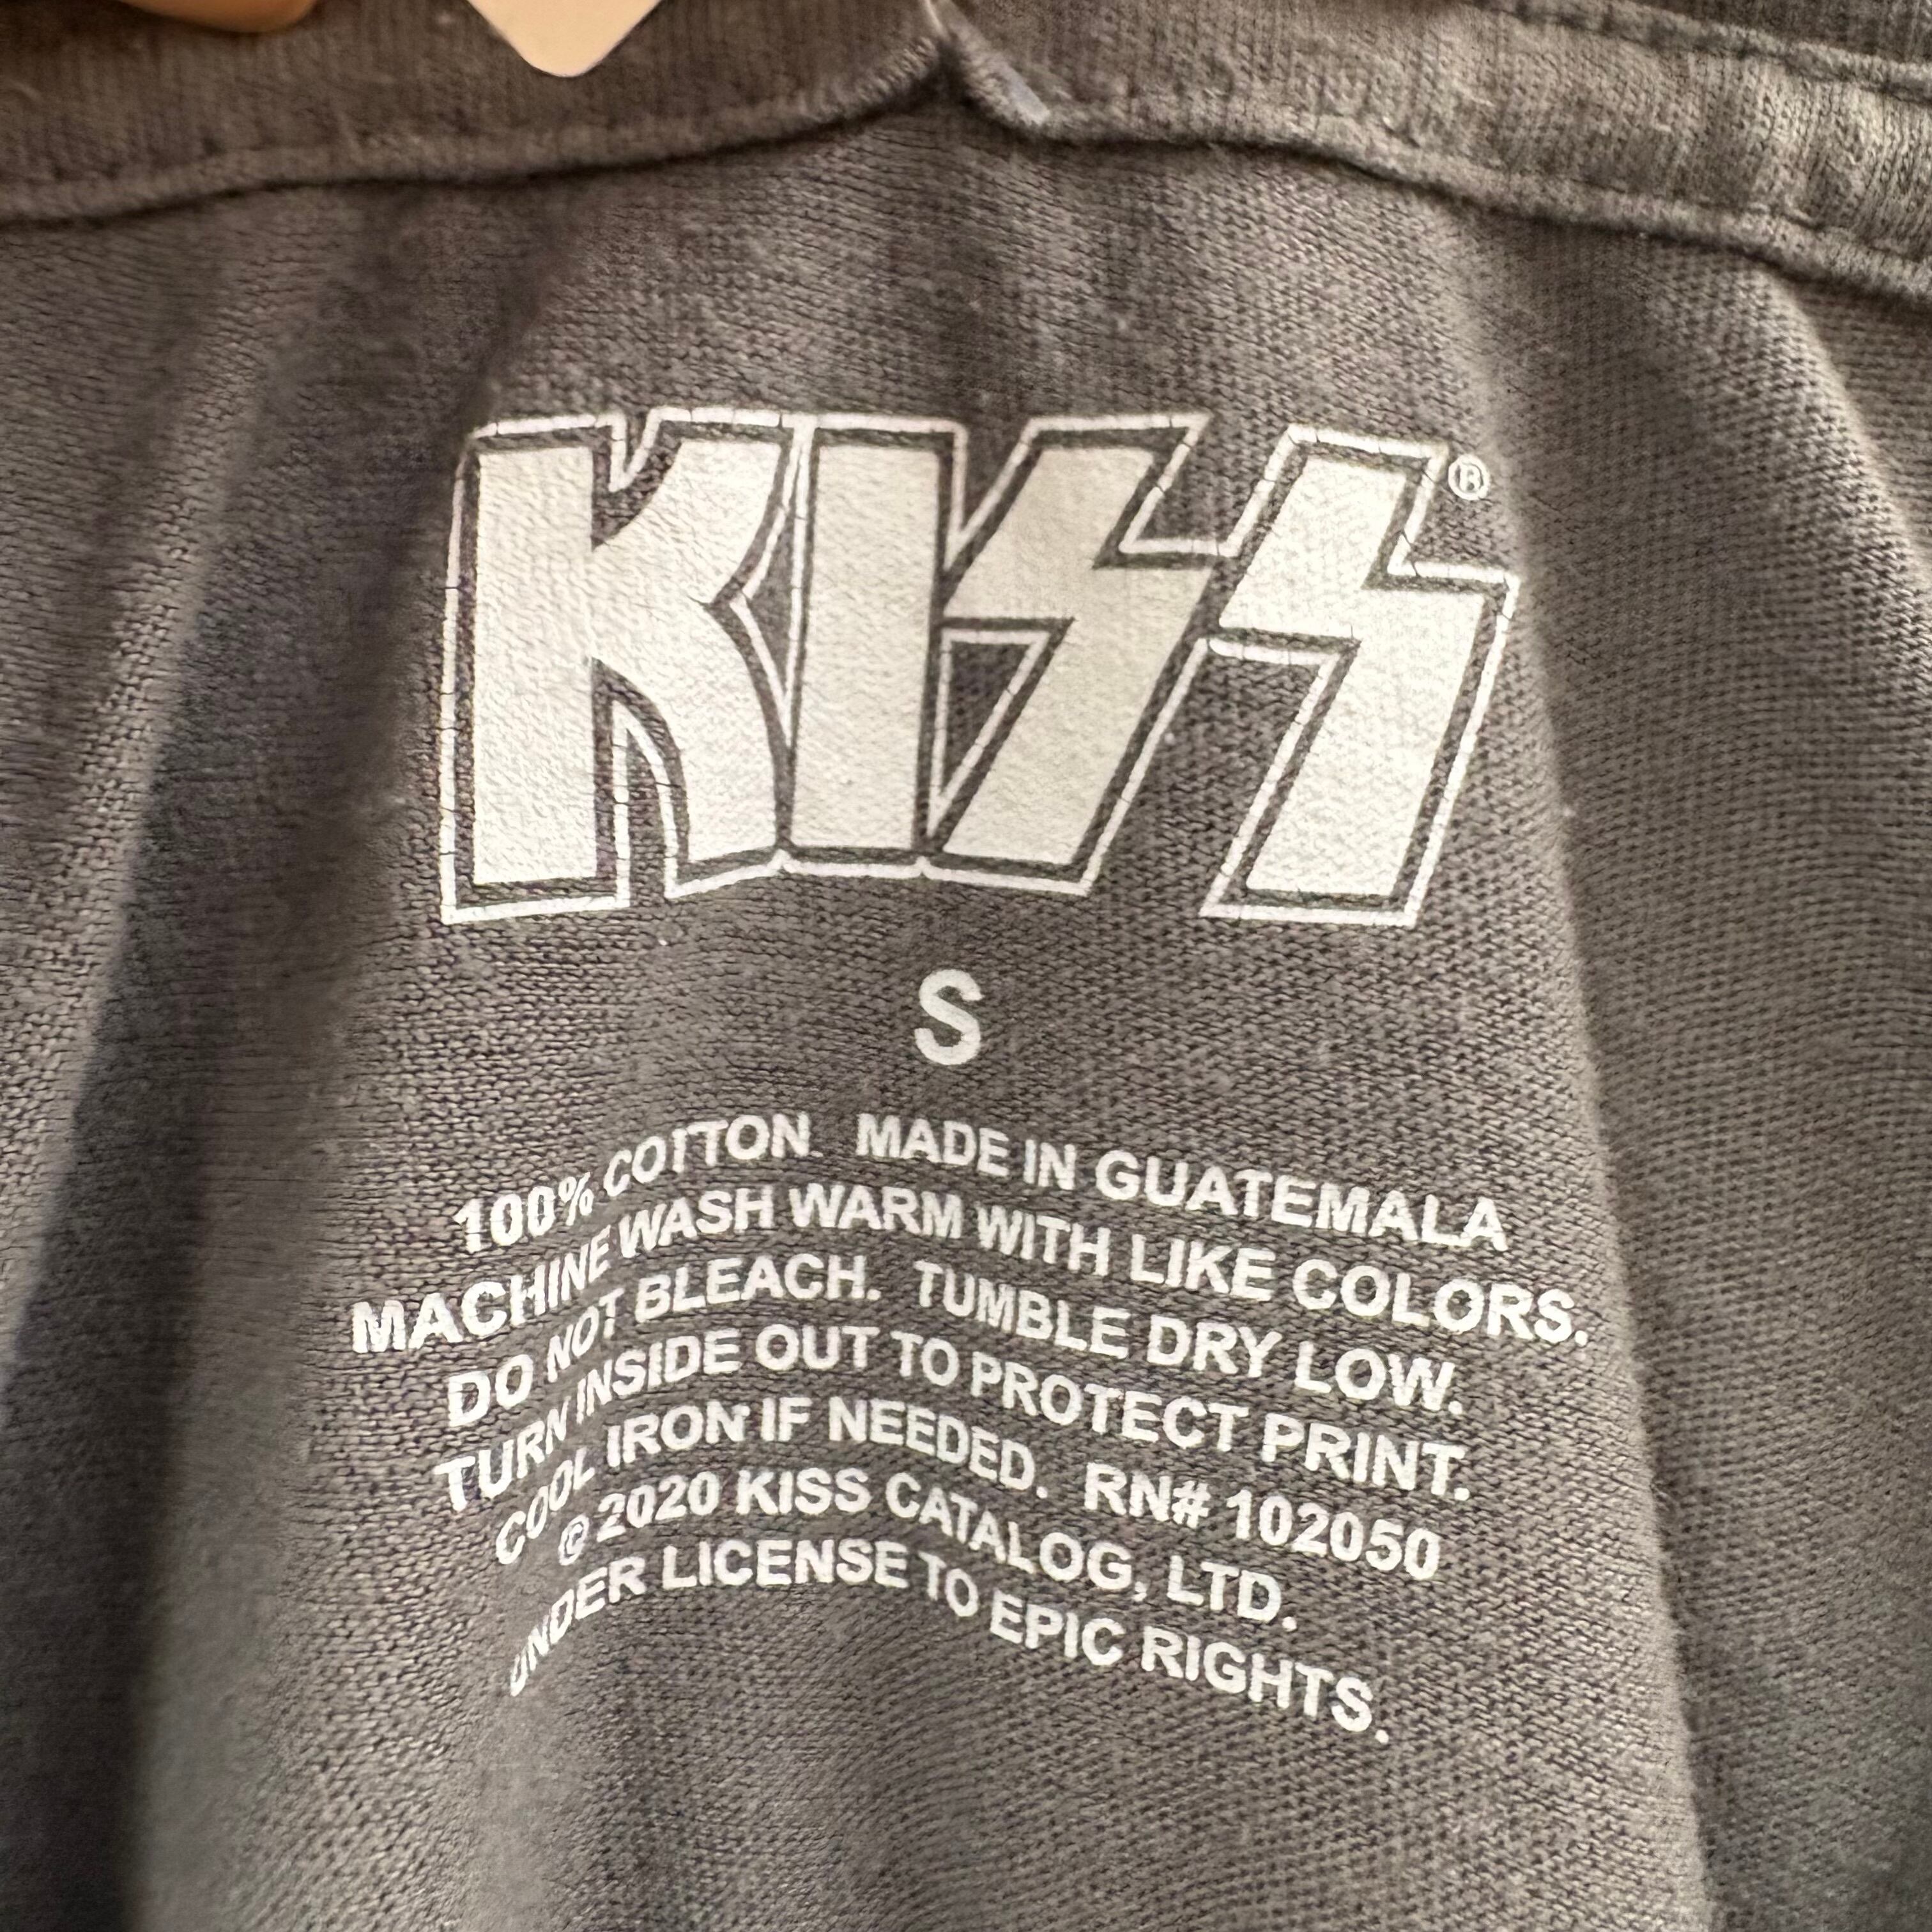 KISS®
S
100% COTTON. MADE IN GUATEMALA
MACHINE WASH WARM WITH LIKE COLORS.
DO NOT BLEACH. TUMBLE DRY LOW.
TURN INSIDE OUT TO PROTECT PRINT.
COOL IRON IF NEEDED. RN# 102050
© 2020 KISS CATALOG, LTD.
UNDER LICENSE TO EPIC RIGHTS.